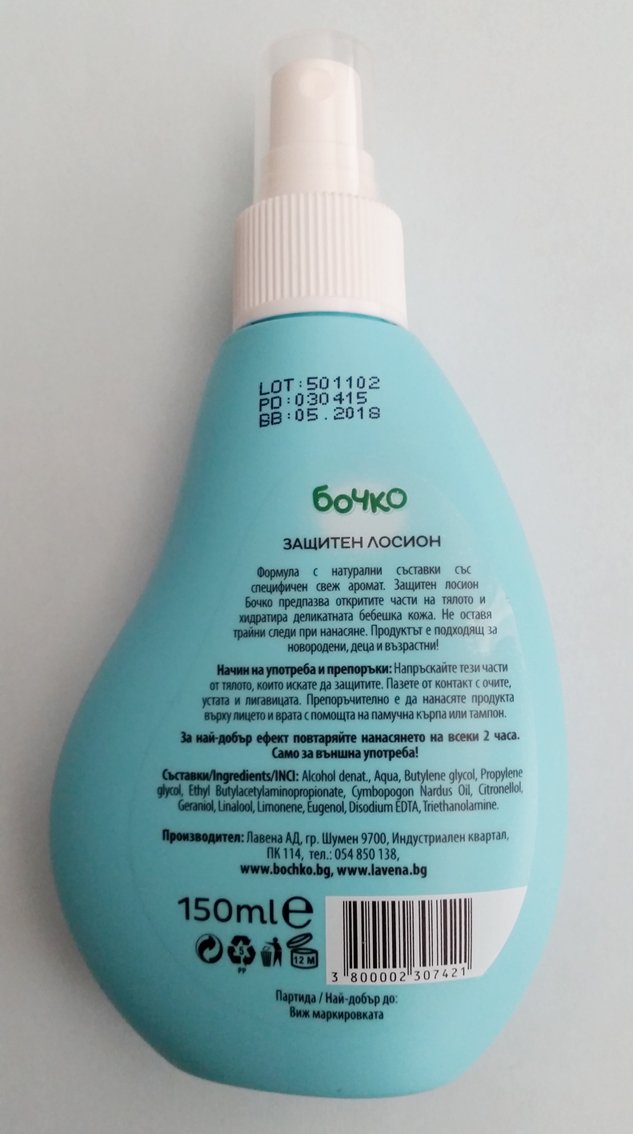 LOT:501102
PD:030415
BB:05.2018
бочко
ЗАЩИТЕН ЛОСИОН
Формула с натурални съставки със
специфичен свеж аромат. Защитен лосион
Бочко предпазва откритите части на тялото и
хидратира деликатната бебешка кожа. Не оставя
трайни следи при нанасяне. Продуктът е подходящ за
новородени, деца и възрастни!
Начин на употреба и препоръки: Напръскайте тези части
от тялото, които искате да защитите. Пазете от контакт с очите,
устата и лигавицата. Препоръчително е да нанасяте продукта
върху лицето и врата с помощта на памучна кърпа или тампон.
За най-добър ефект повтаряйте нанасянето на всеки 2 часа.
Само за външна употреба!
Съставки/Ingredients/INCI: Alcohol denat., Aqua, Butylene glycol, Propylene
glycol, Ethyl Butylacetylaminopropionate, Cymbopogon Nardus Oil, Citronellol,
Geraniol, Linalool, Limonene, Eugenol, Disodium EDTA, Triethanolamine.
Производител: Лавена АД, гр. Шумен 9700, Индустриален квартал,
ПК 114, тел.: 054 850 138,
www.bochko.bg, www.lavena.bg
150ml e
5
PP
12 M
3 800002 307421
Партида / Най-добър до:
Виж маркировката